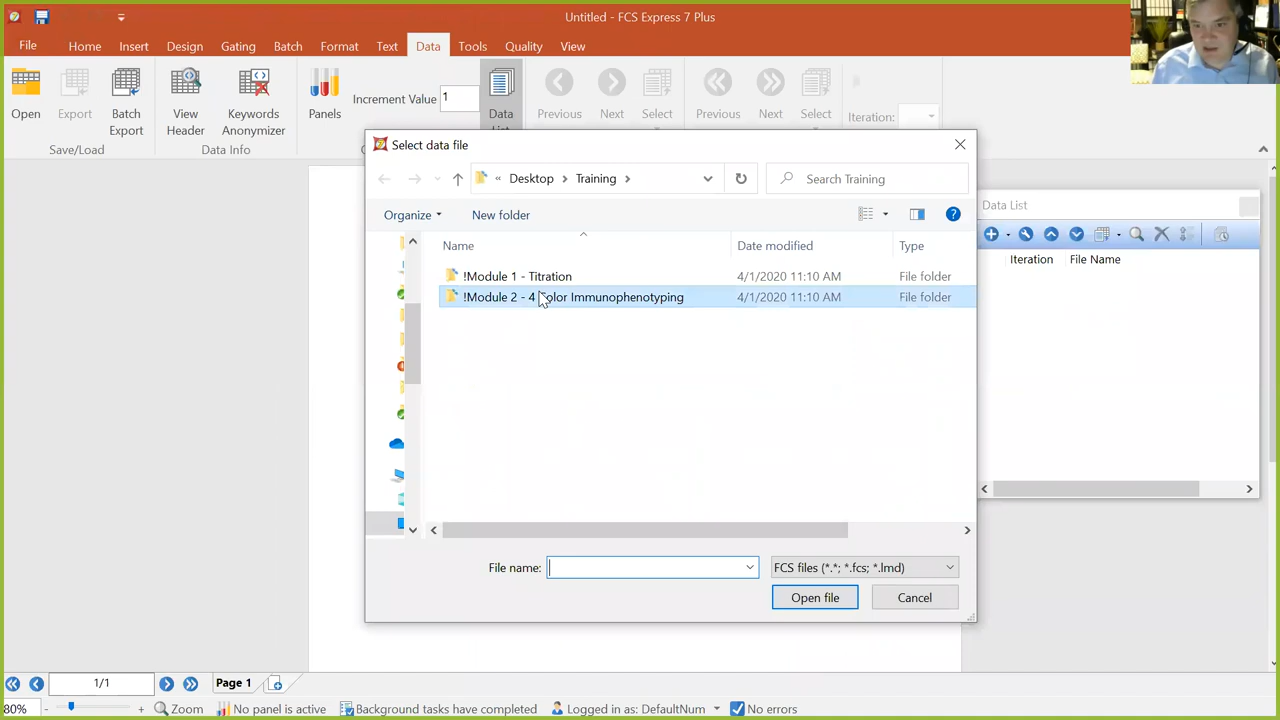 Untitled - FCS Express 7 Plus
File Home Insert Design Gating Batch Format Text Data Tools Quality View
Open Export Batch Export View Header Keywords Anonymizer Panels Increment Value 1 Data Previous Next Select Previous Next Select Iteration:
Save/Load Data Info
Select data file
« Desktop > Training > Search Training
Organize New folder
Name Date modified Type
!Module 1 - Titration 4/1/2020 11:10 AM File folder
!Module 2 - 4 Color Immunophenotyping 4/1/2020 11:10 AM File folder
File name: FCS files (*.*; *.fcs; *.lmd)
Open file Cancel
Data List
Iteration File Name
1/1 Page 1
80% - + Zoom No panel is active Background tasks have completed Logged in as: DefaultNum No errors